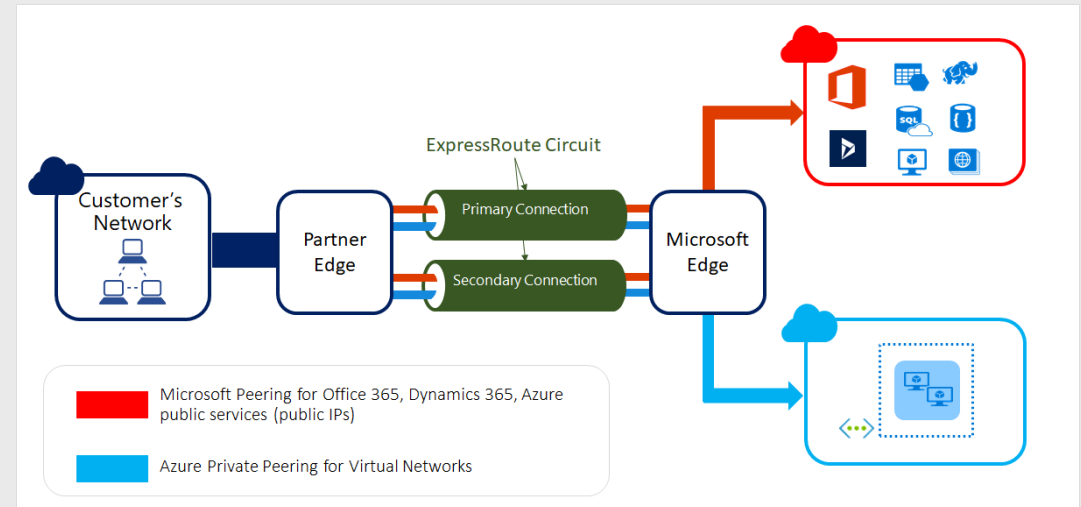 ExpressRoute Circuit
Customer's
Network
Partner
Edge
Primary Connection
Secondary Connection
Microsoft
Edge
SQL
Microsoft Peering for Office 365, Dynamics 365, Azure
public services (public IPs)
Azure Private Peering for Virtual Networks